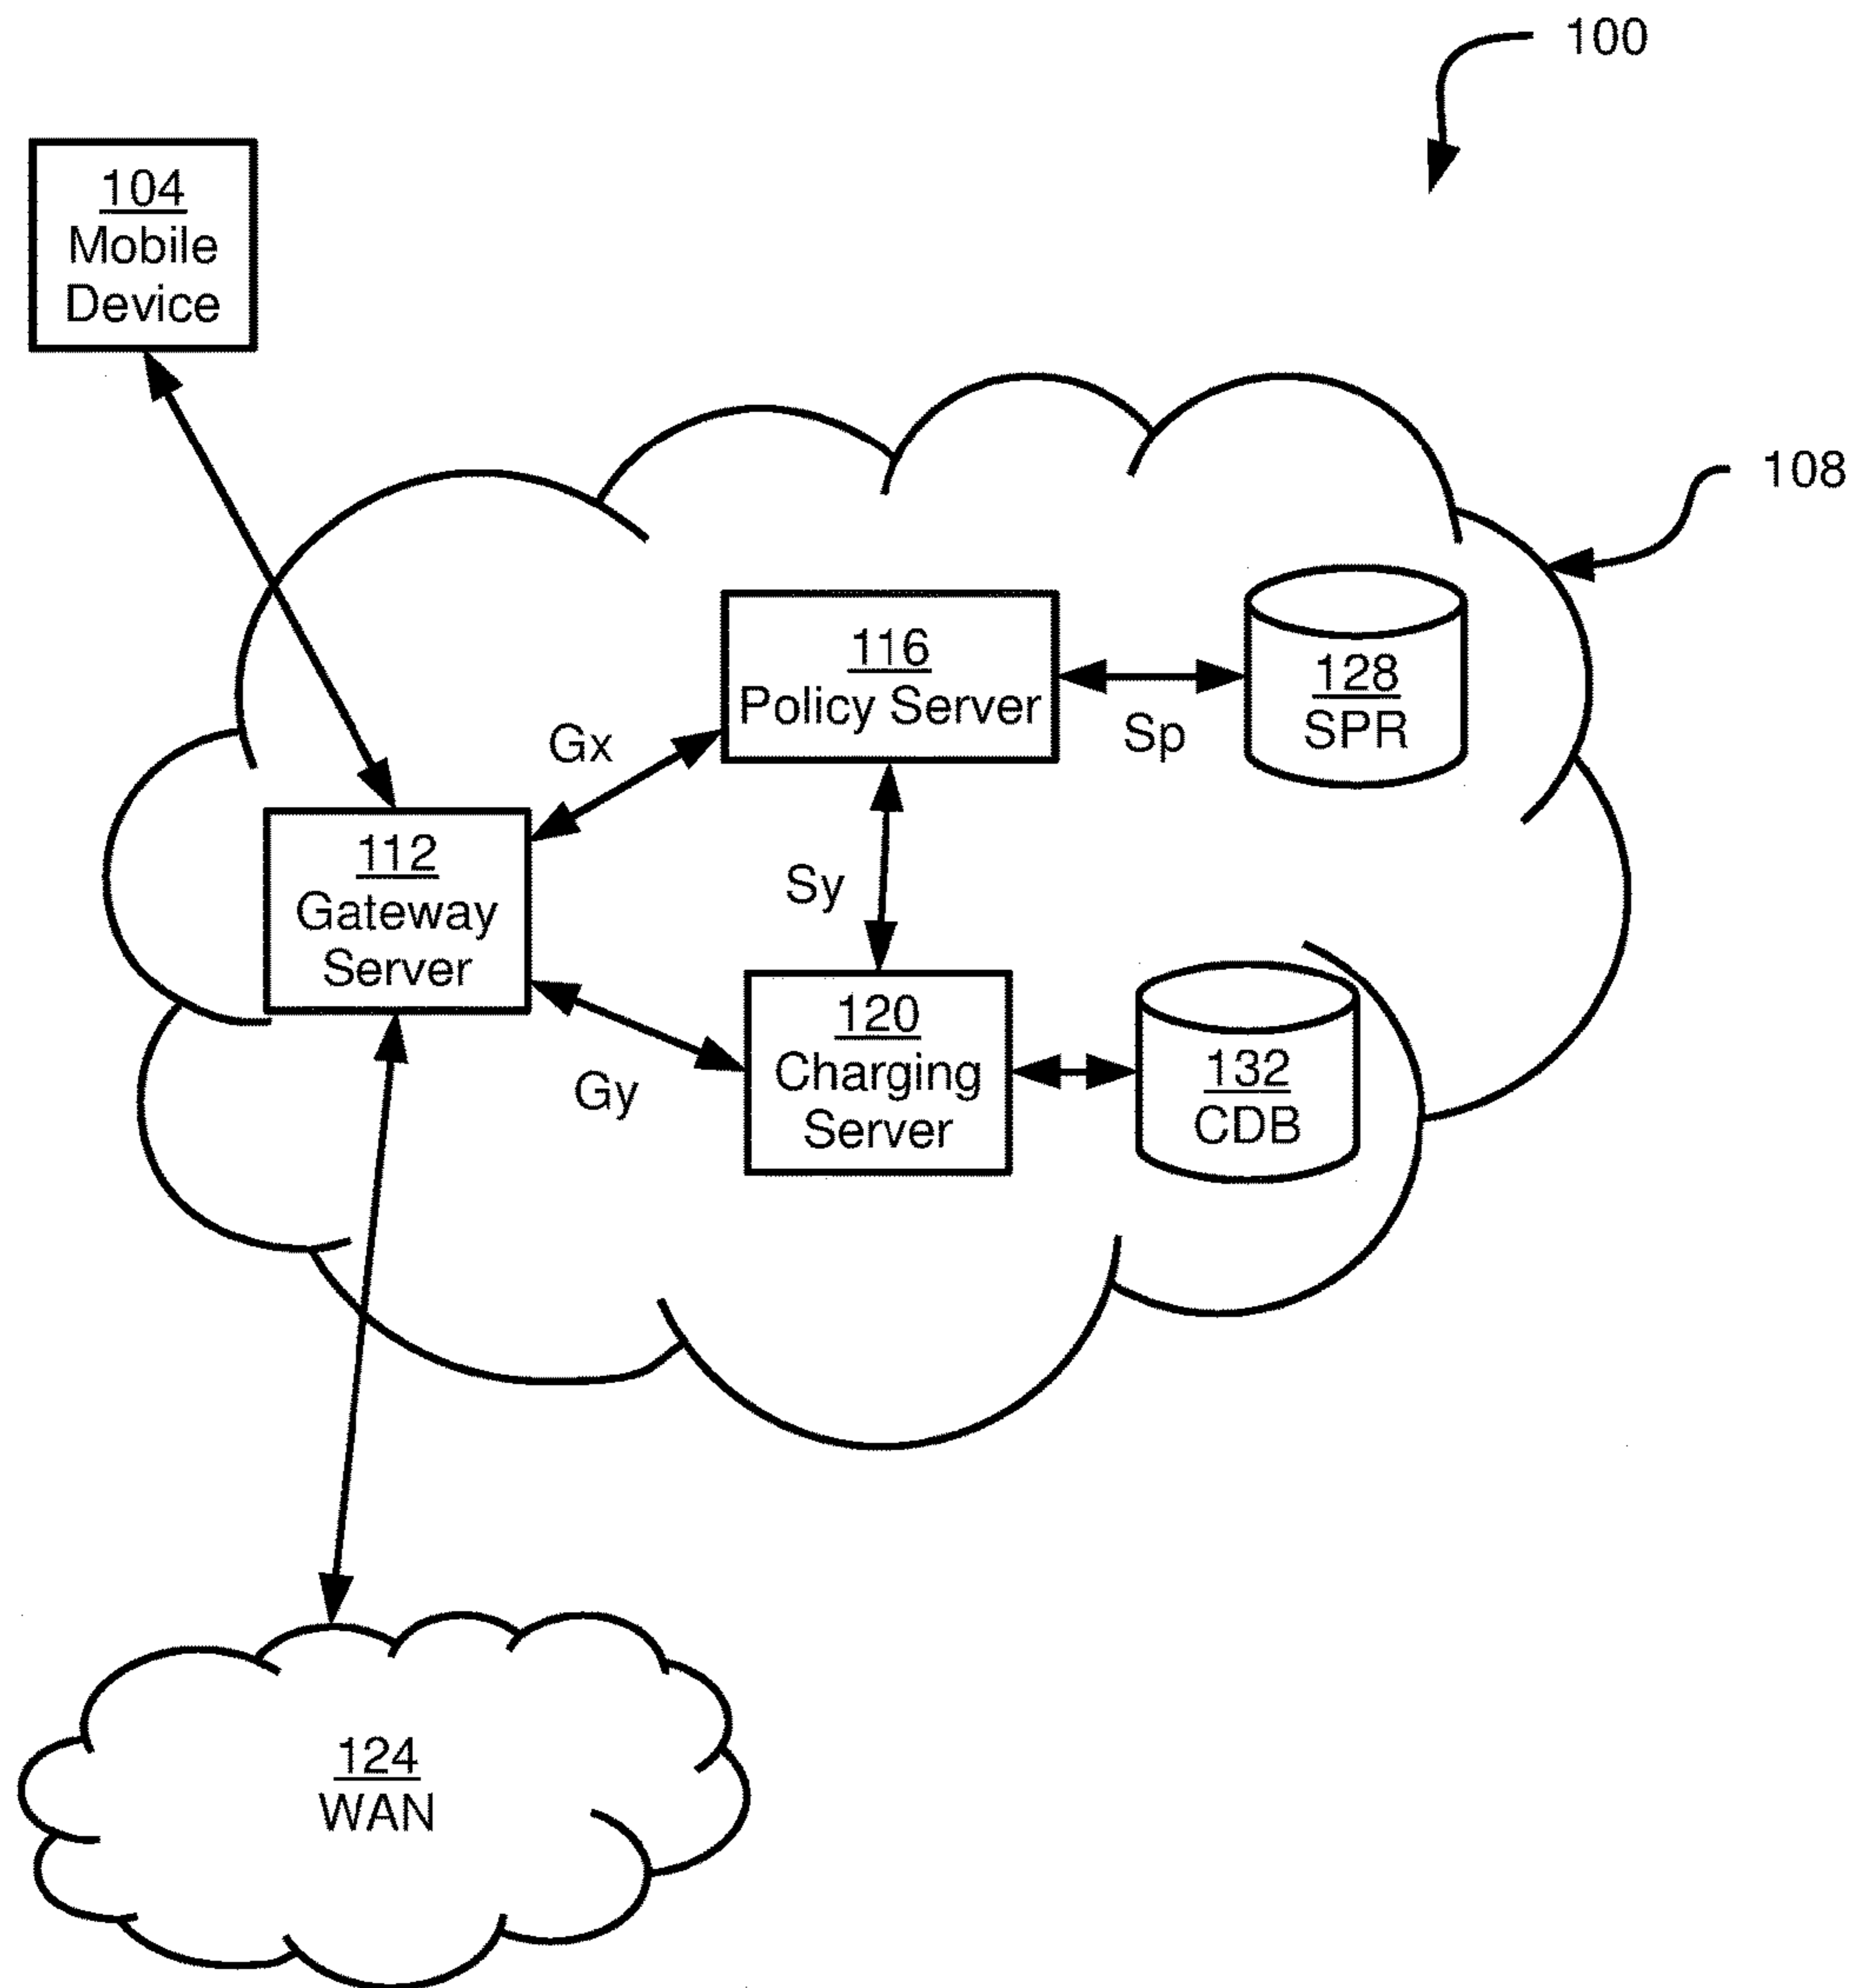 100
104
Mobile
Device
108
116
Policy Server
128
SPR
Sp
Gx
112
Gateway
Server
Sy
Gy
120
Charging
Server
132
CDB
124
WAN